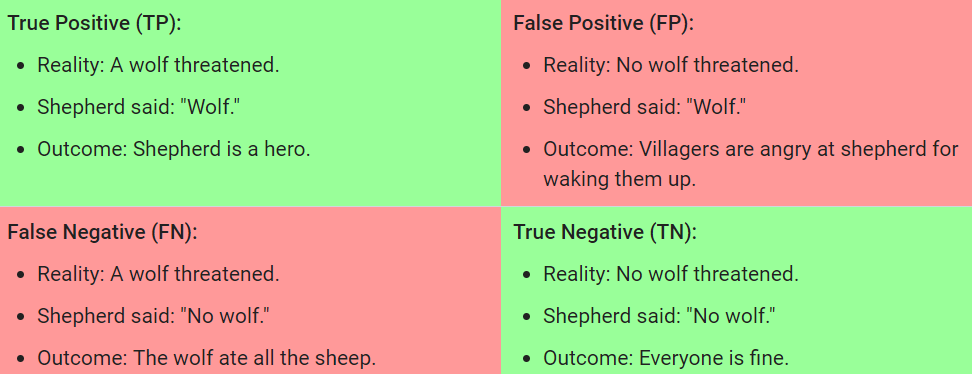 True Positive (TP):
• Reality: A wolf threatened.
• Shepherd said: "Wolf."
• Outcome: Shepherd is a hero.
False Positive (FP):
• Reality: No wolf threatened.
• Shepherd said: "Wolf."
• Outcome: Villagers are angry at shepherd for
waking them up.
False Negative (FN):
• Reality: A wolf threatened.
• Shepherd said: "No wolf."
• Outcome: The wolf ate all the sheep.
True Negative (TN):
• Reality: No wolf threatened.
• Shepherd said: "No wolf."
• Outcome: Everyone is fine.